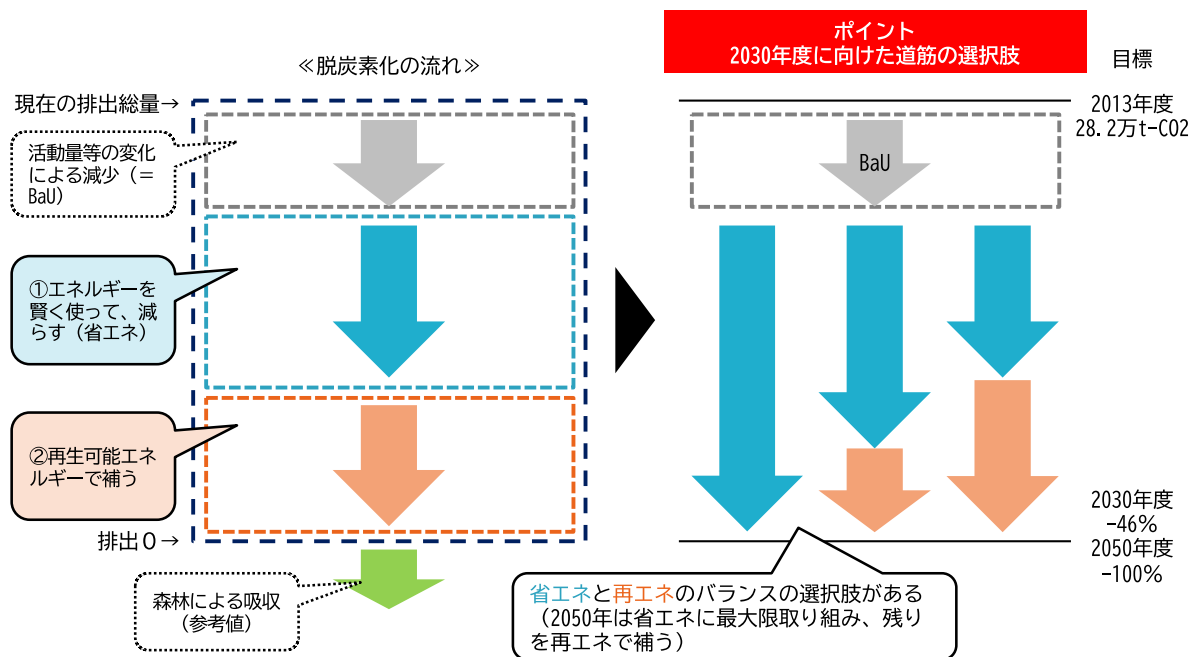 ≪脱炭素化の流れ≫
現在の排出総量→
活動量等の変化
による減少（＝
BaU）
①エネルギーを
賢く使って、減
らす（省エネ）
②再生可能エネ
ルギーで補う
排出０→
森林による吸収
（参考値）
ポイント
2030年度に向けた道筋の選択肢
目標
2013年度
28.2万t-CO2
BaU
2030年度
-46%
2050年度
-100%
省エネと再エネのバランスの選択肢がある
（2050年は省エネに最大限取り組み、残り
を再エネで補う）